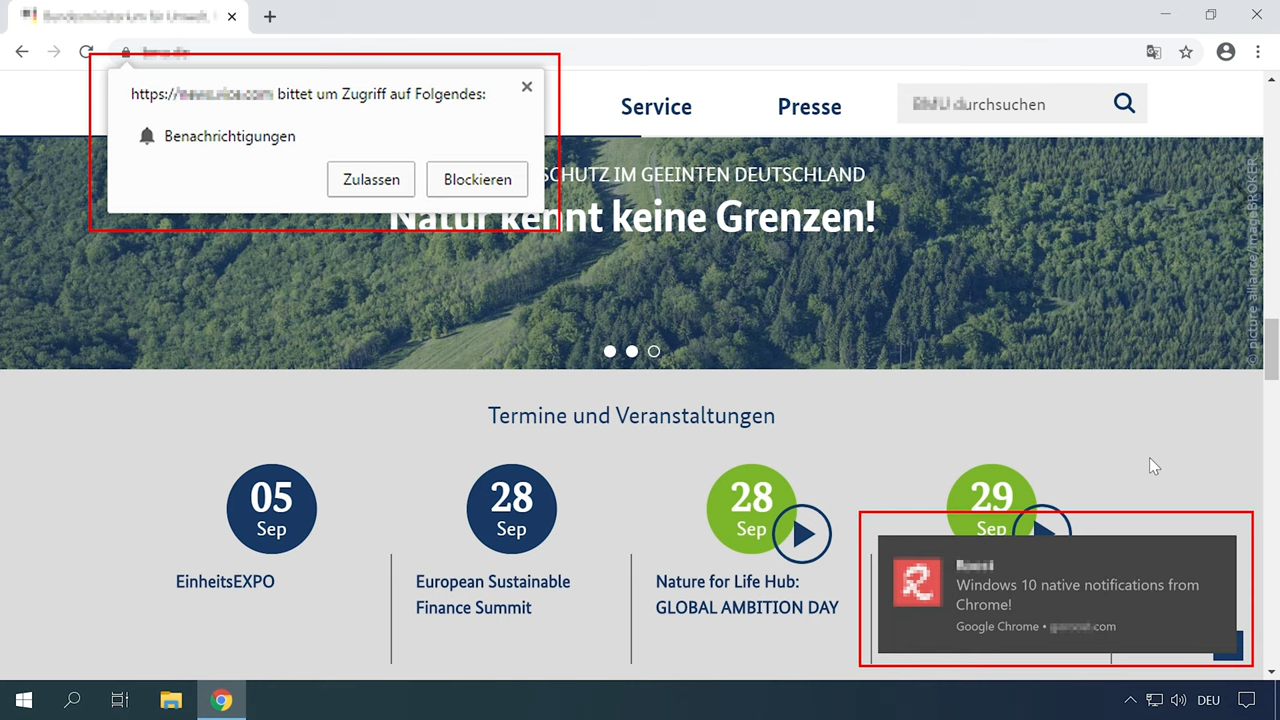 https:// bittet um Zugriff auf Folgendes:
Benachrichtigungen
Zulassen
Blockieren
Service
Presse
durchsuchen
SCHUTZ IM GEEINTEN DEUTSCHLAND
Natur kennt keine Grenzen!
© picture alliance/imageBROKER
Termine und Veranstaltungen
05
Sep
EinheitsEXPO
28
Sep
European Sustainable
Finance Summit
28
Sep
Nature for Life Hub:
GLOBAL AMBITION DAY
29
Sep
Windows 10 native notifications from
Chrome!
Google Chrome • .com
DEU